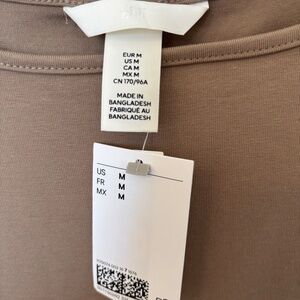 EUR M
US M
CA M
MX M
CN 170/96A
MADE IN
BANGLADESH
FABRIQUÉ AU
BANGLADESH
US M
FR M
MX M